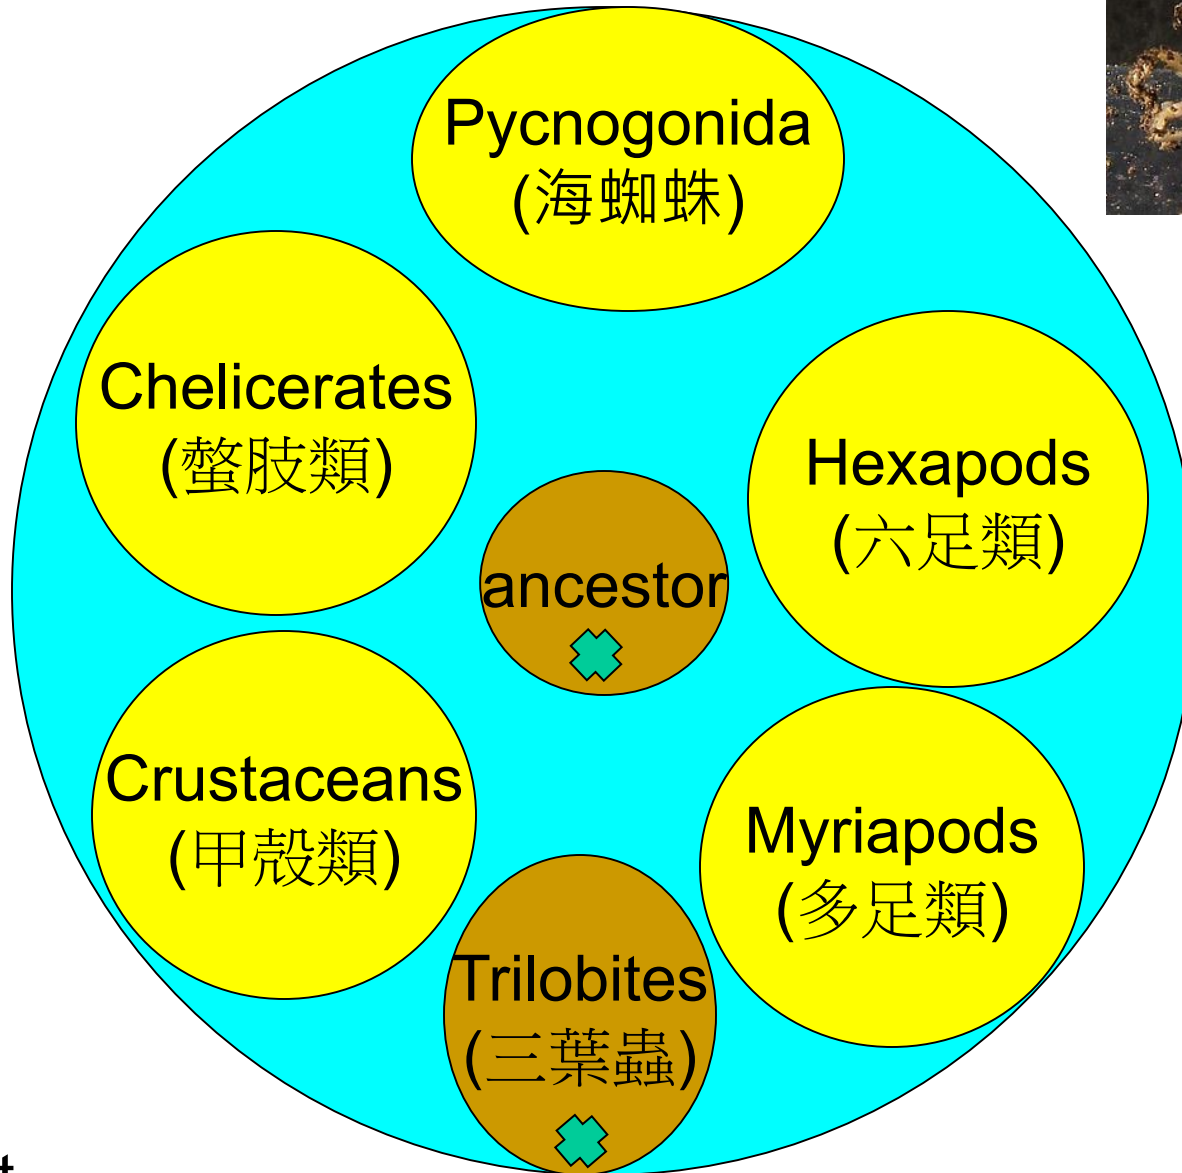 Pycnogonida
(海蜘蛛)
Chelicerates
(螯肢類)
Hexapods
(六足類)
ancestor
Crustaceans
(甲殼類)
Myriapods
(多足類)
Trilobites
(三葉蟲)